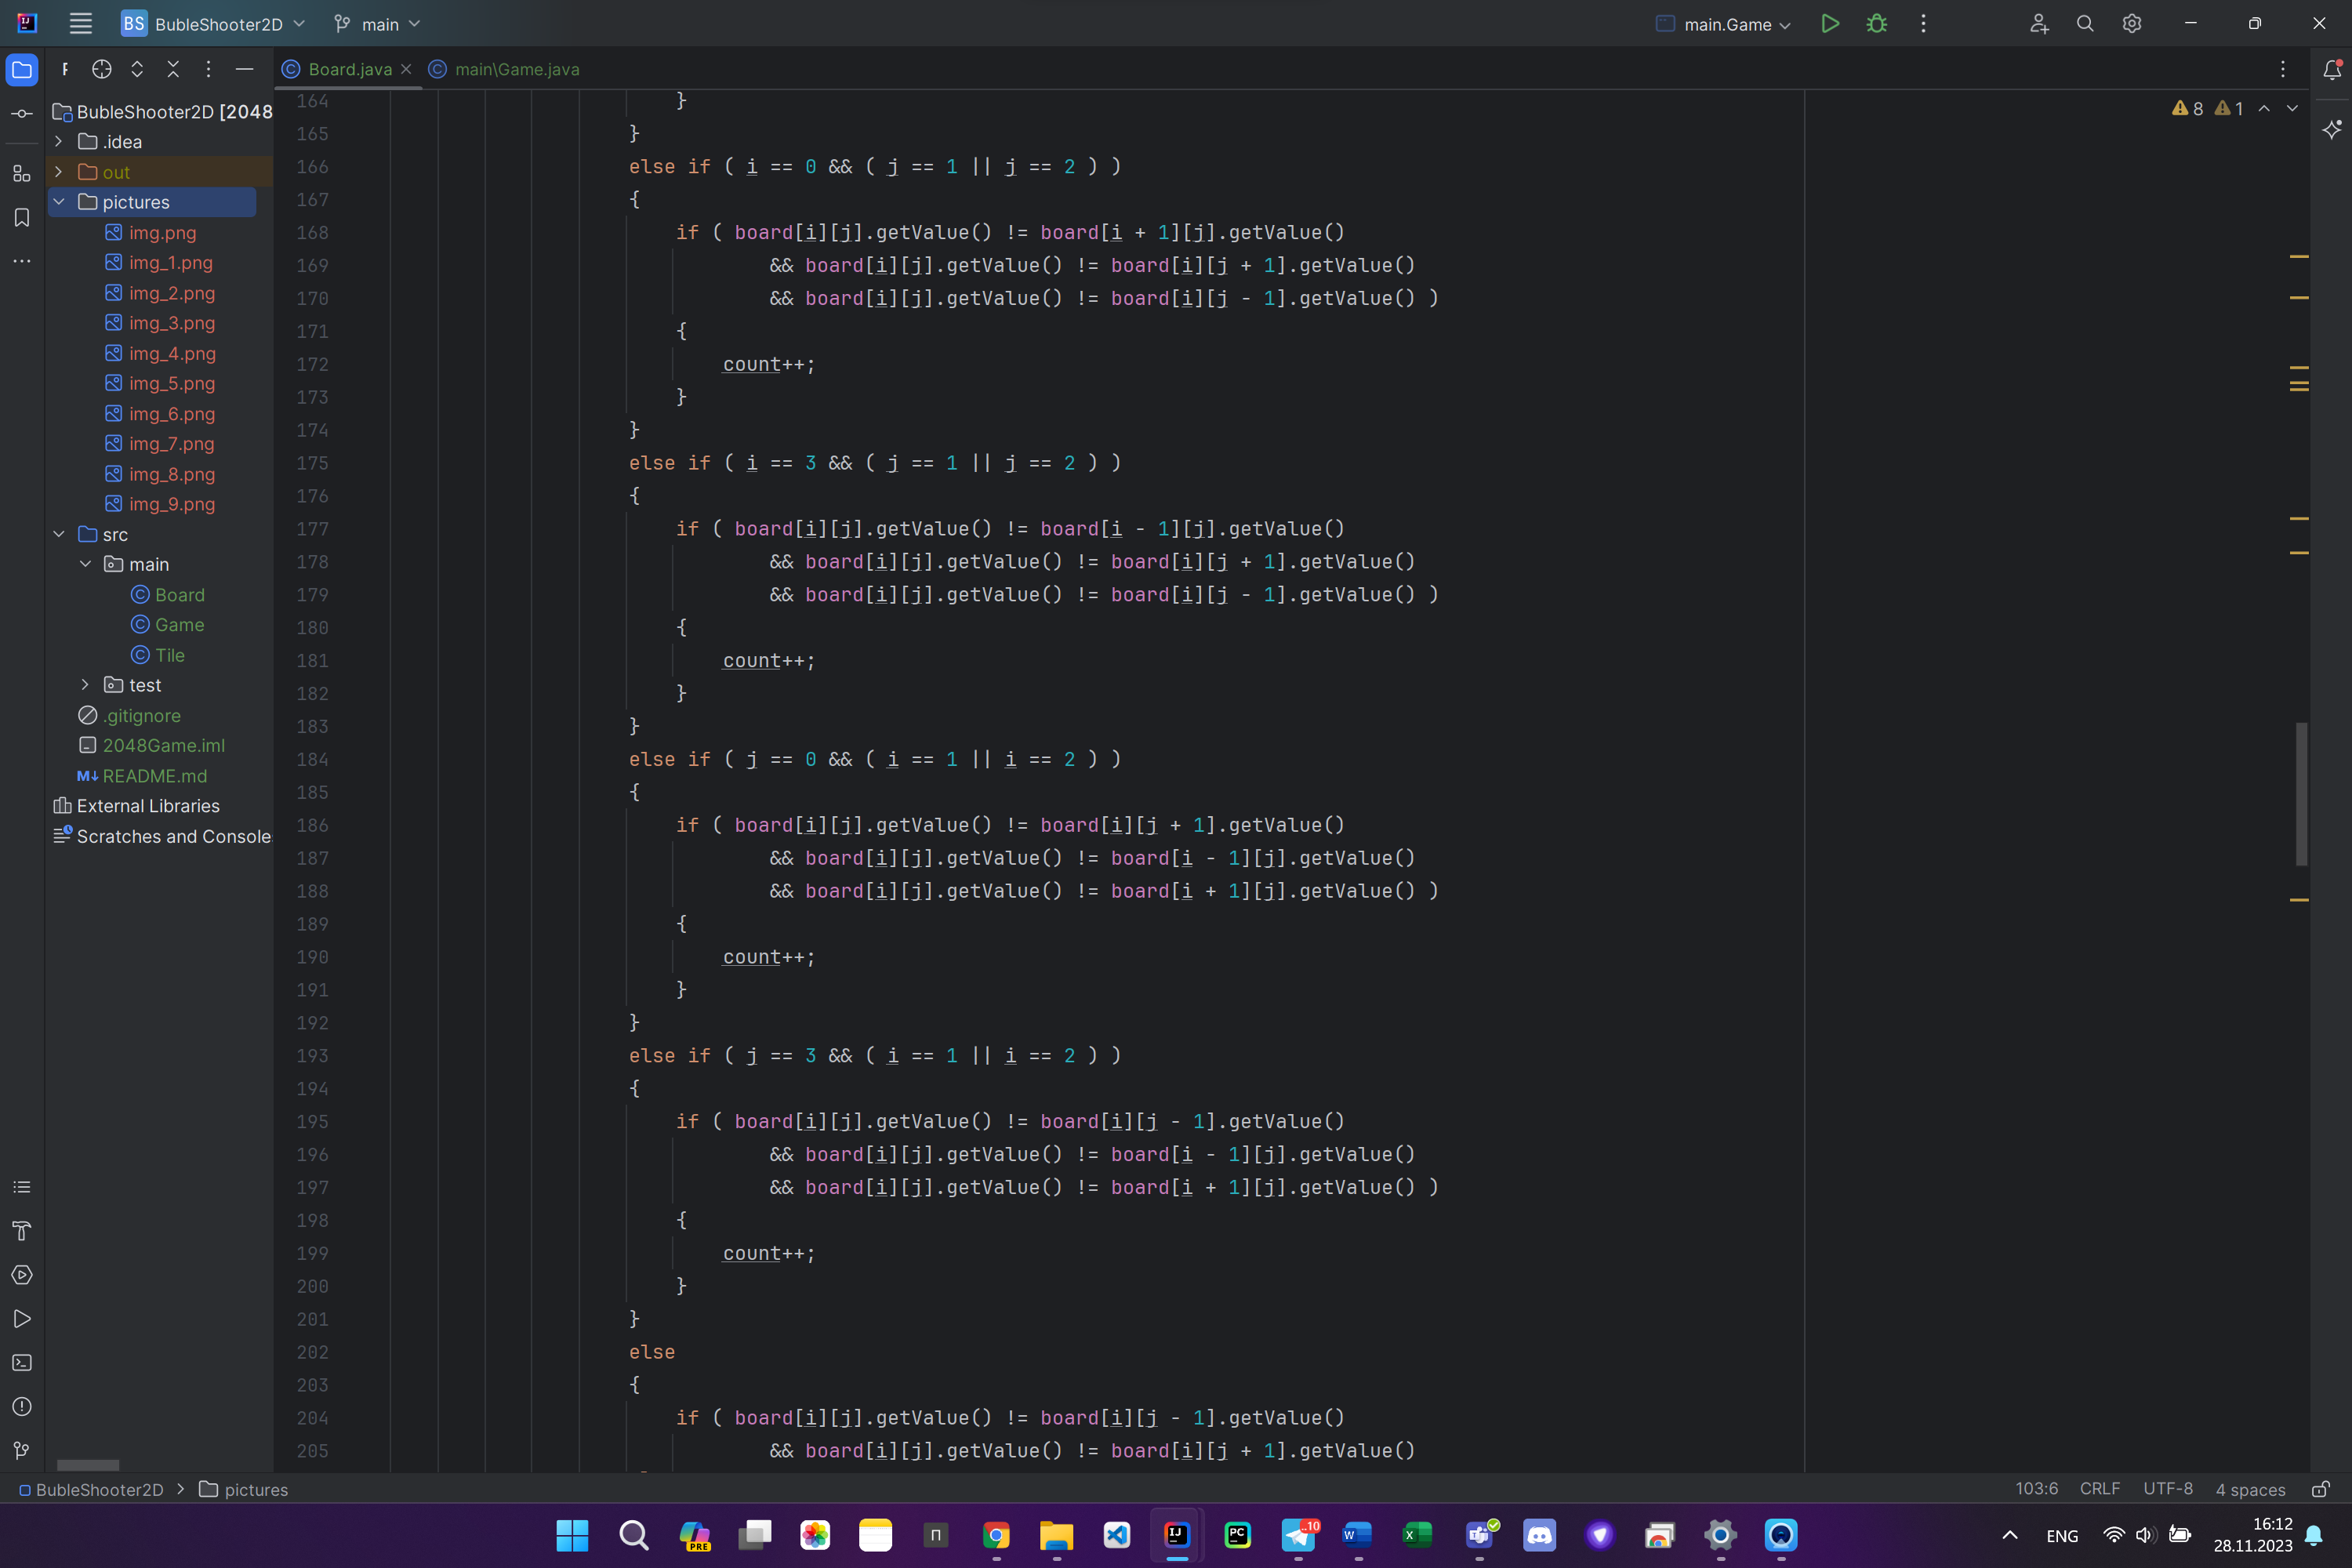 BS BubleShooter2D main main.Game
Board.java main\Game.java
BubleShooter2D [2048
.idea
out
pictures
img.png
img_1.png
img_2.png
img_3.png
img_4.png
img_5.png
img_6.png
img_7.png
img_8.png
img_9.png
src
main
Board
Game
Tile
test
.gitignore
2048Game.iml
M↓ README.md
External Libraries
Scratches and Console
8 1
164 }
165 }
166 else if ( i == 0 && ( j == 1 || j == 2 ) )
167 {
168 if ( board[i][j].getValue() != board[i + 1][j].getValue()
169 && board[i][j].getValue() != board[i][j + 1].getValue()
170 && board[i][j].getValue() != board[i][j - 1].getValue() )
171 {
172 count++;
173 }
174 }
175 else if ( i == 3 && ( j == 1 || j == 2 ) )
176 {
177 if ( board[i][j].getValue() != board[i - 1][j].getValue()
178 && board[i][j].getValue() != board[i][j + 1].getValue()
179 && board[i][j].getValue() != board[i][j - 1].getValue() )
180 {
181 count++;
182 }
183 }
184 else if ( j == 0 && ( i == 1 || i == 2 ) )
185 {
186 if ( board[i][j].getValue() != board[i][j + 1].getValue()
187 && board[i][j].getValue() != board[i - 1][j].getValue()
188 && board[i][j].getValue() != board[i + 1][j].getValue() )
189 {
190 count++;
191 }
192 }
193 else if ( j == 3 && ( i == 1 || i == 2 ) )
194 {
195 if ( board[i][j].getValue() != board[i][j - 1].getValue()
196 && board[i][j].getValue() != board[i - 1][j].getValue()
197 && board[i][j].getValue() != board[i + 1][j].getValue() )
198 {
199 count++;
200 }
201 }
202 else
203 {
204 if ( board[i][j].getValue() != board[i][j - 1].getValue()
205 && board[i][j].getValue() != board[i][j + 1].getValue()
BubleShooter2D > pictures 103:6 CRLF UTF-8 4 spaces
PRE IJ PC ..10 ENG 16:12
28.11.2023